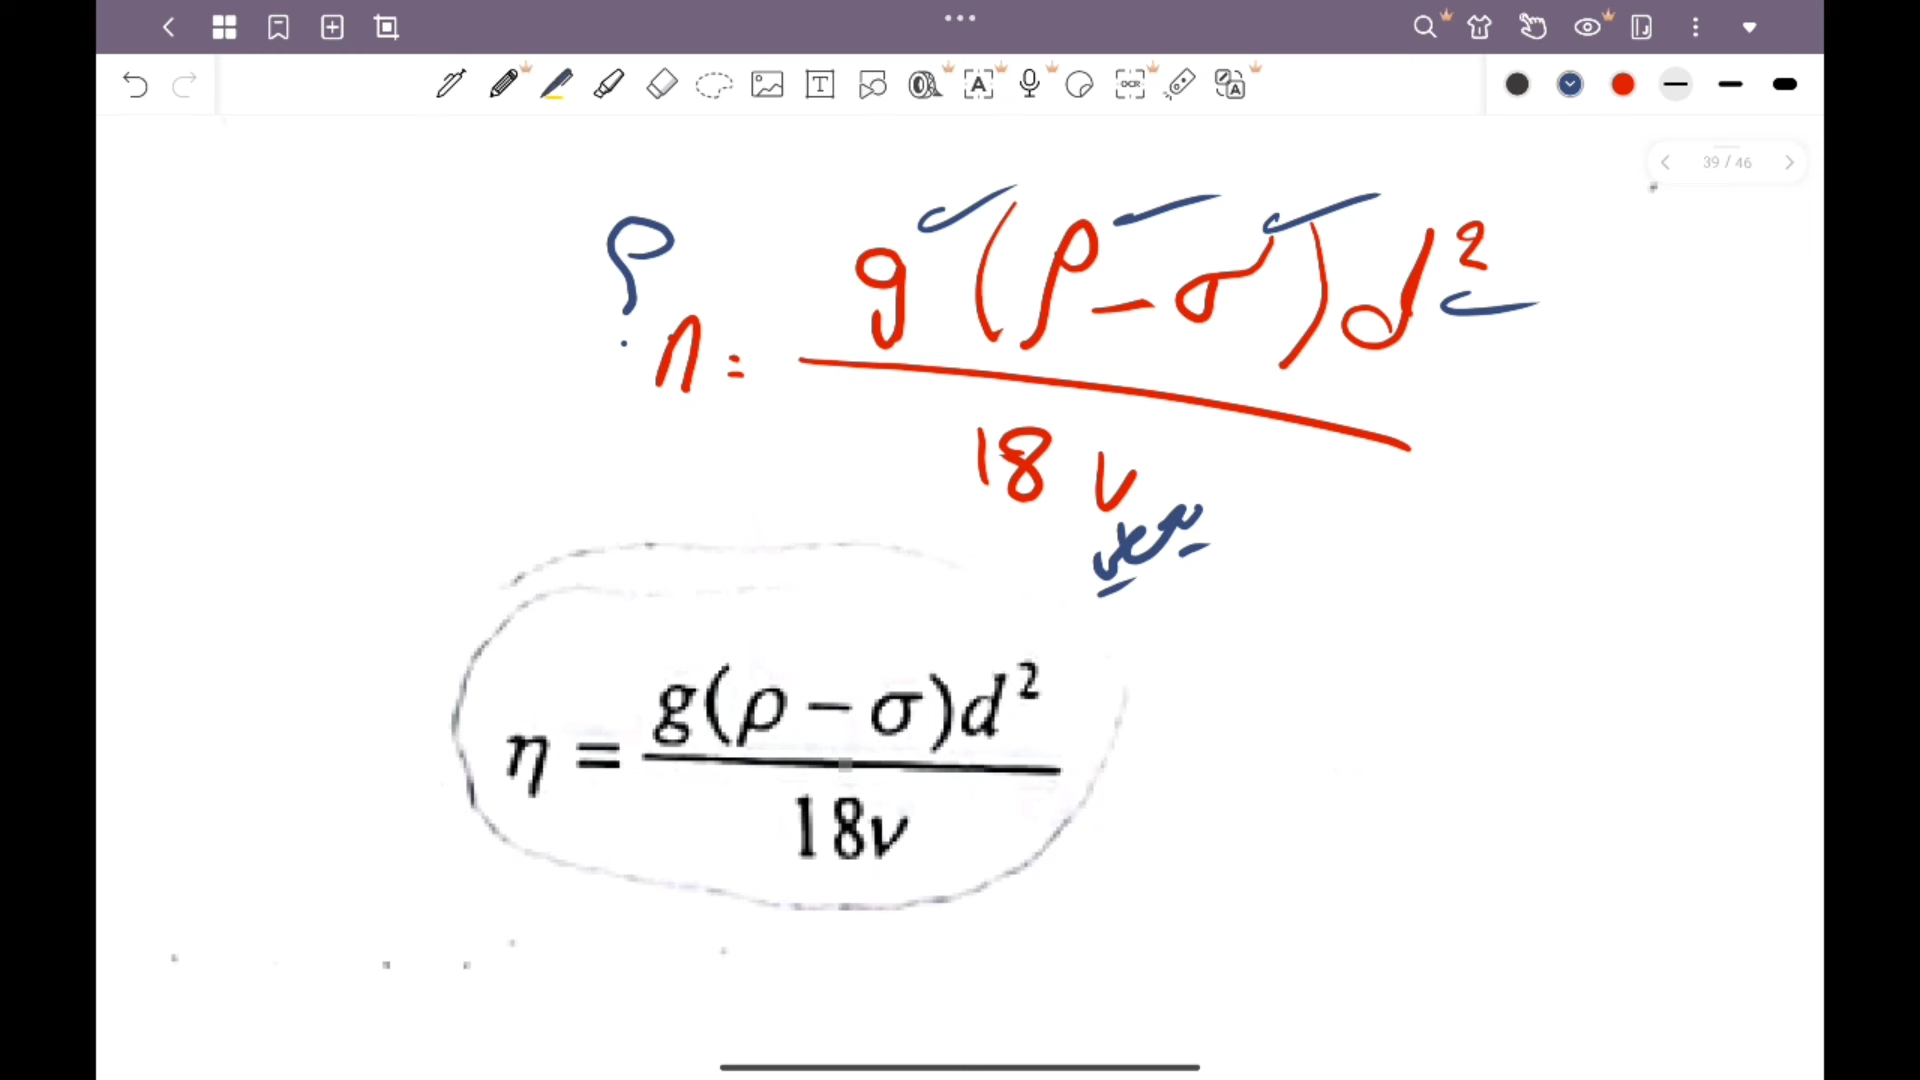 39 / 46
?
η = g(ρ - σ)d²
18 v
η = g(ρ − σ)d²
18v